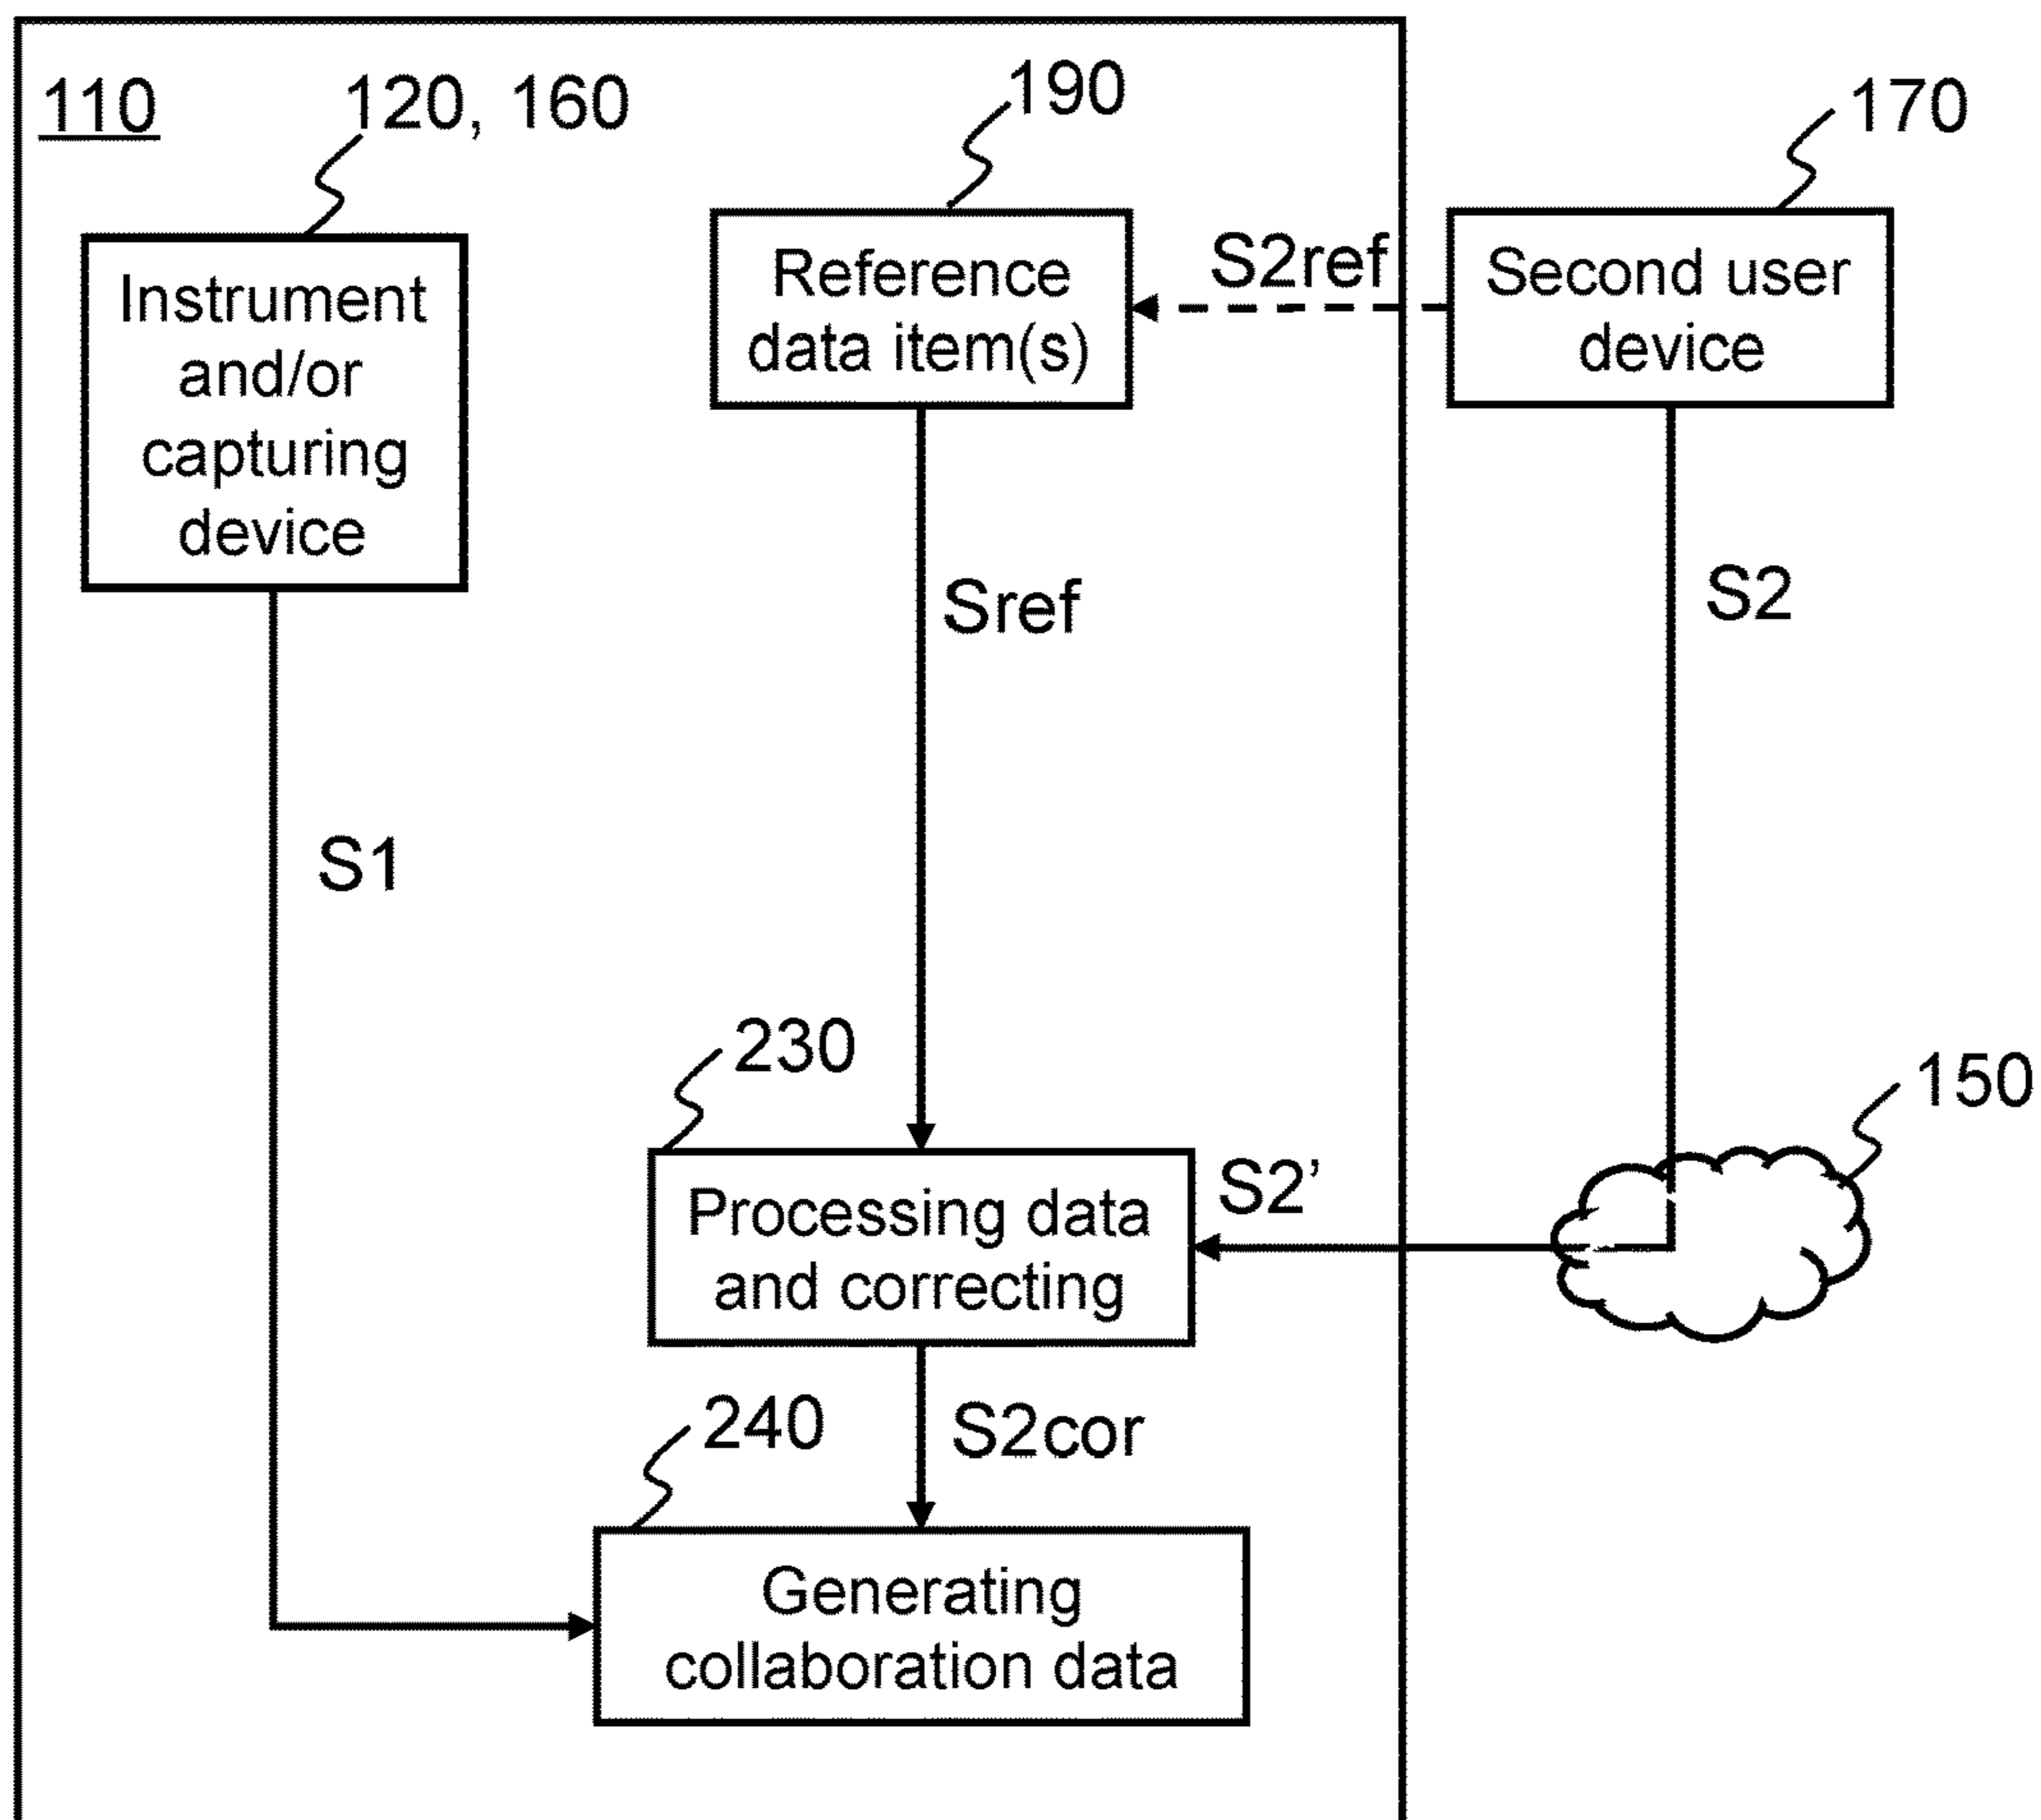 110
120, 160
190
170
Instrument
and/or
capturing
device
Reference
data item(s)
S2ref
Second user
device
Sref
S2
S1
230
150
Processing data
and correcting
S2’
240
S2cor
Generating
collaboration data